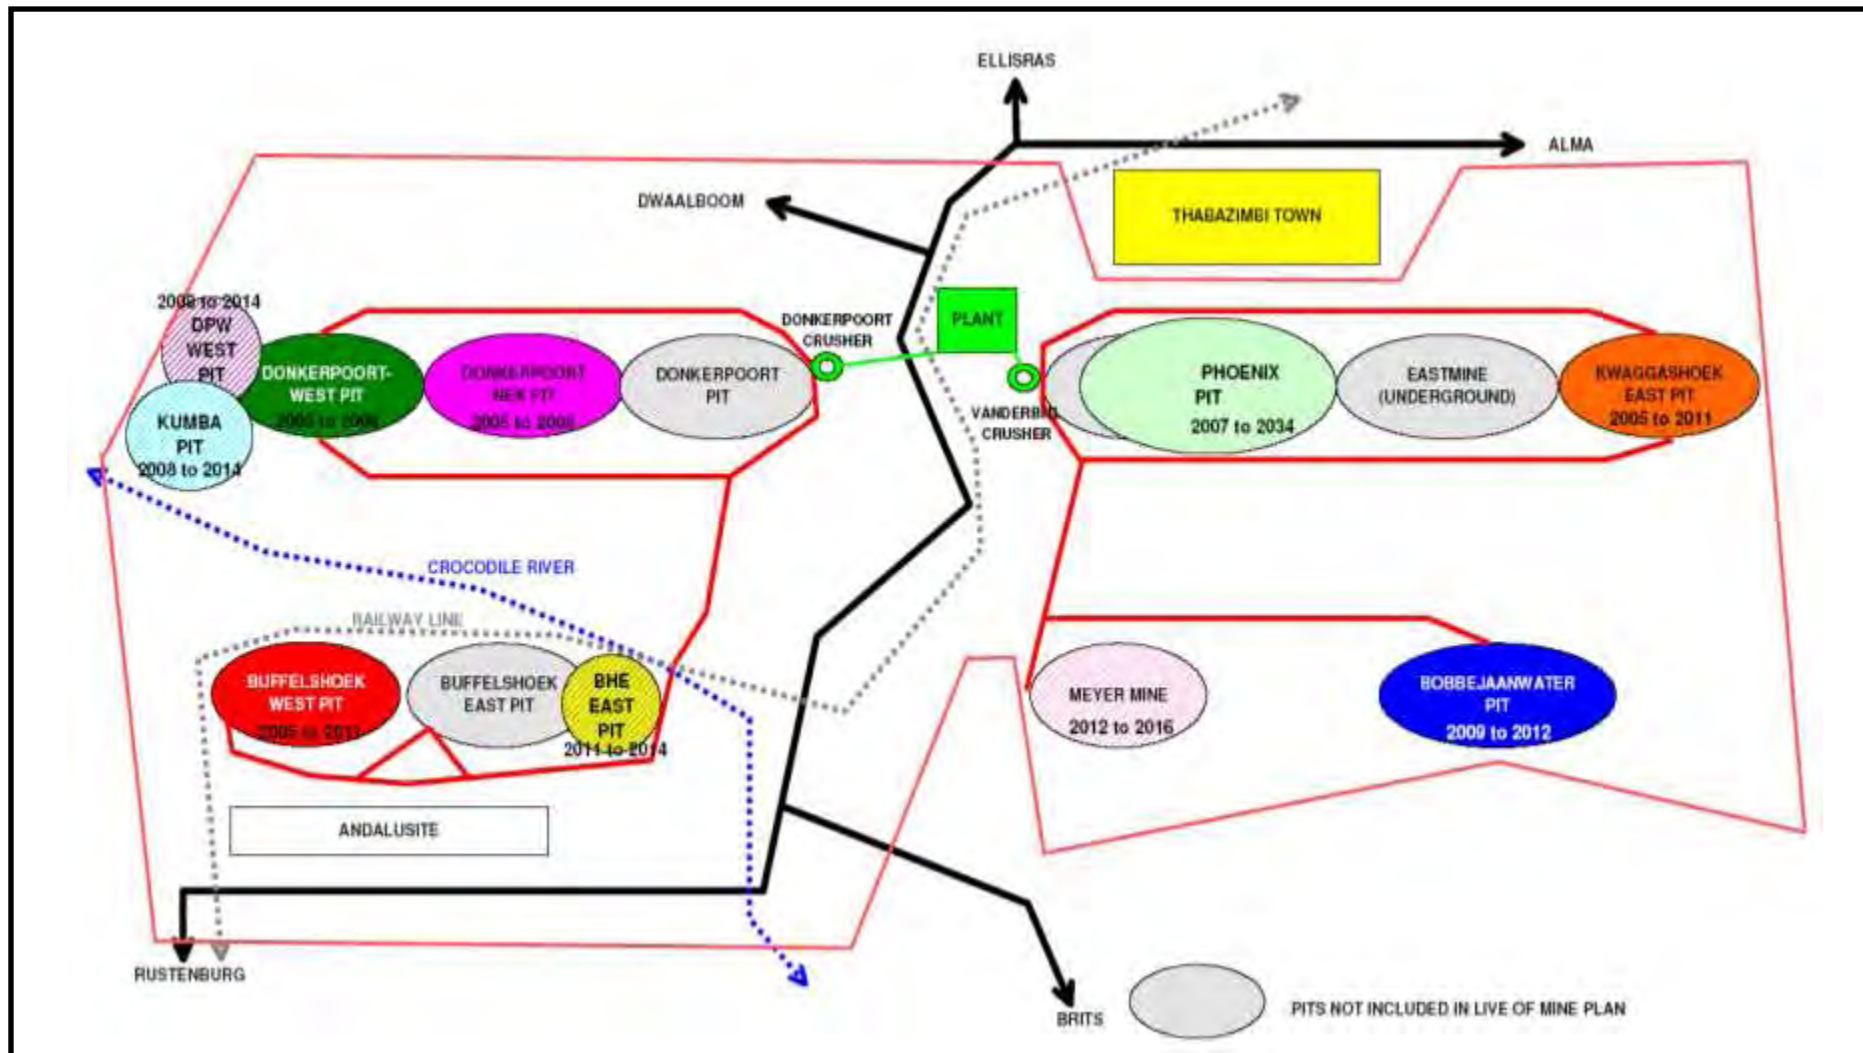 ELLISRAS
ALMA
DWAALBOOM
THABAZIMBI TOWN
2008 to 2014
DPW
WEST
PIT
DONKERPOORT
CRUSHER
PLANT
DONKERPOORT-
WEST PIT
DONKERPOORT
NEK PIT
DONKERPOORT
PIT
PHOENIX
PIT
2007 to 2034
EASTMINE
(UNDERGROUND)
KWAGGASHOEK
EAST PIT
2005 to 2011
KUMBA
PIT
2008 to 2014
VANDERBIJL
CRUSHER
CROCODILE RIVER
RAILWAY LINE
BUFFELSHOEK
WEST PIT
BUFFELSHOEK
EAST PIT
BHE
EAST
PIT
2011 to 2014
MEYER MINE
2012 to 2016
BOBBEJAANWATER
PIT
2009 to 2012
ANDALUSITE
RUSTENBURG
BRITS
PITS NOT INCLUDED IN LIVE OF MINE PLAN